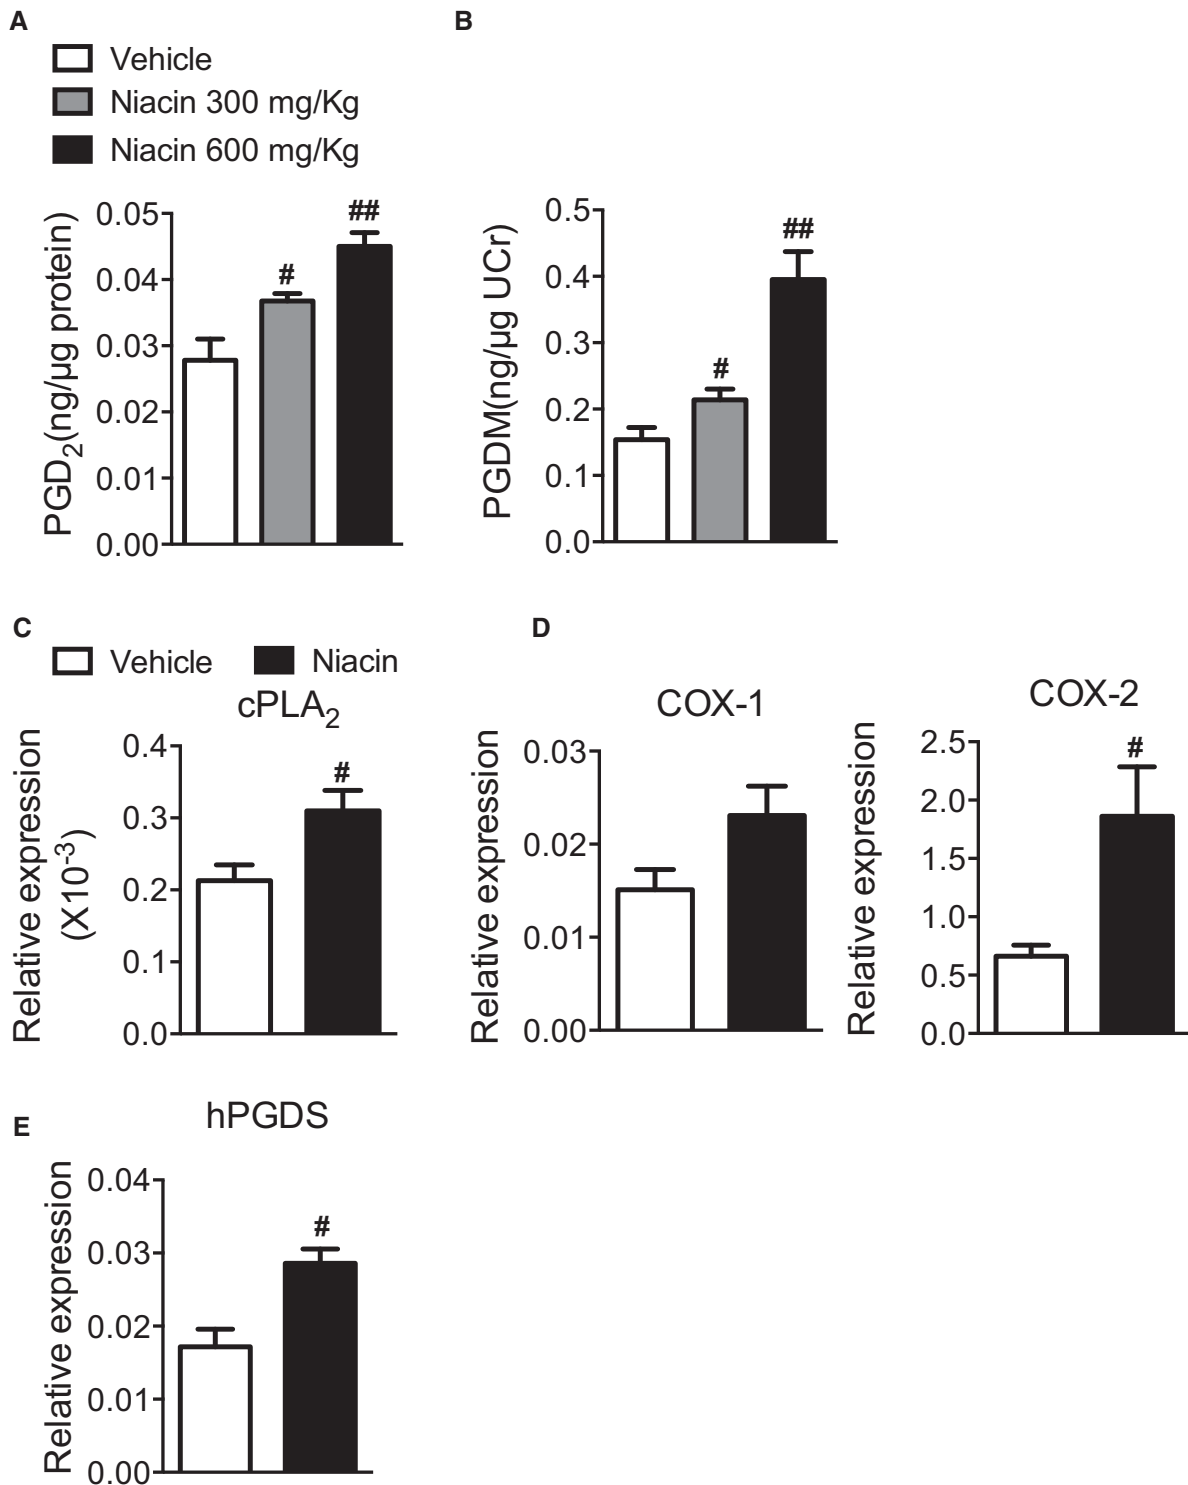 A
Vehicle
Niacin 300 mg/Kg
Niacin 600 mg/Kg
PGD2(ng/µg protein)
0.05
0.04
0.03
0.02
0.01
0.00
#
##
B
PGDM(ng/µg UCr)
0.5
0.4
0.3
0.2
0.1
0.0
#
##
C
Vehicle
Niacin
cPLA2
Relative expression
(X10-3)
0.4
0.3
0.2
0.1
0.0
#
D
COX-1
Relative expression
0.03
0.02
0.01
0.00
COX-2
Relative expression
2.5
2.0
1.5
1.0
0.5
0.0
#
E
hPGDS
Relative expression
0.04
0.03
0.02
0.01
0.00
#